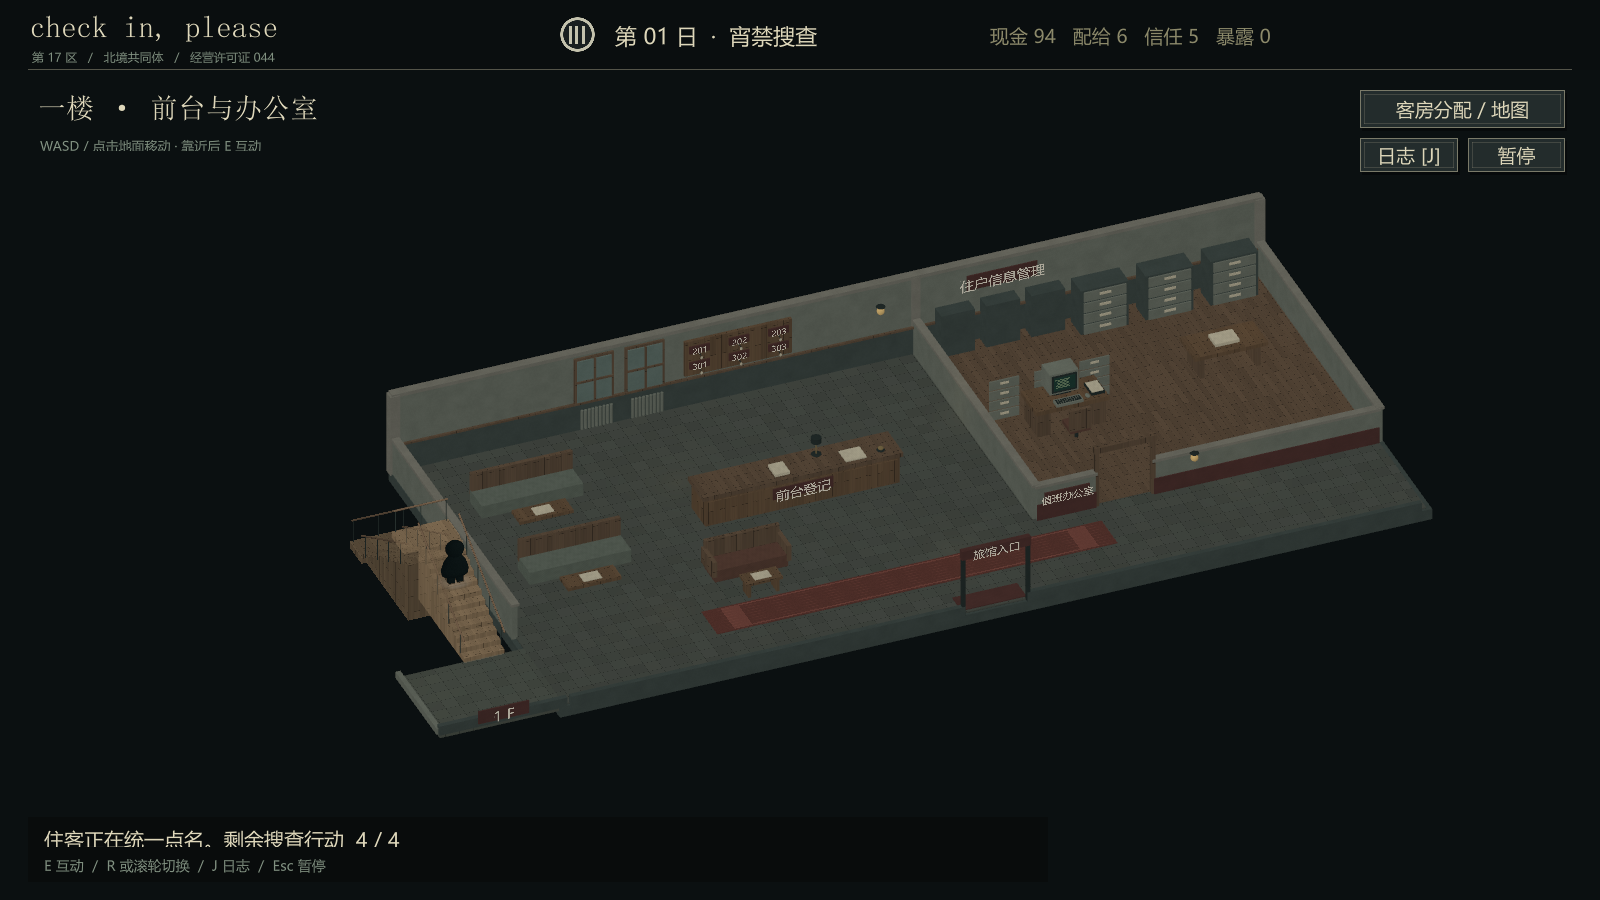 check in, please
第 17 区 / 北境共同体 / 经营许可证 044
第 01 日 · 宵禁搜查
现金 94 配给 6 信任 5 暴露 0
一楼 · 前台与办公室
WASD / 点击地面移动 · 靠近后 E 互动
客房分配 / 地图
日志 [J]
暂停
住户信息管理
201 202 203
301 302 303
前台登记
值班办公室
旅馆入口
1 F
住客正在统一点名。剩余搜查行动 4 / 4
E 互动 / R 或滚轮切换 / J 日志 / Esc 暂停